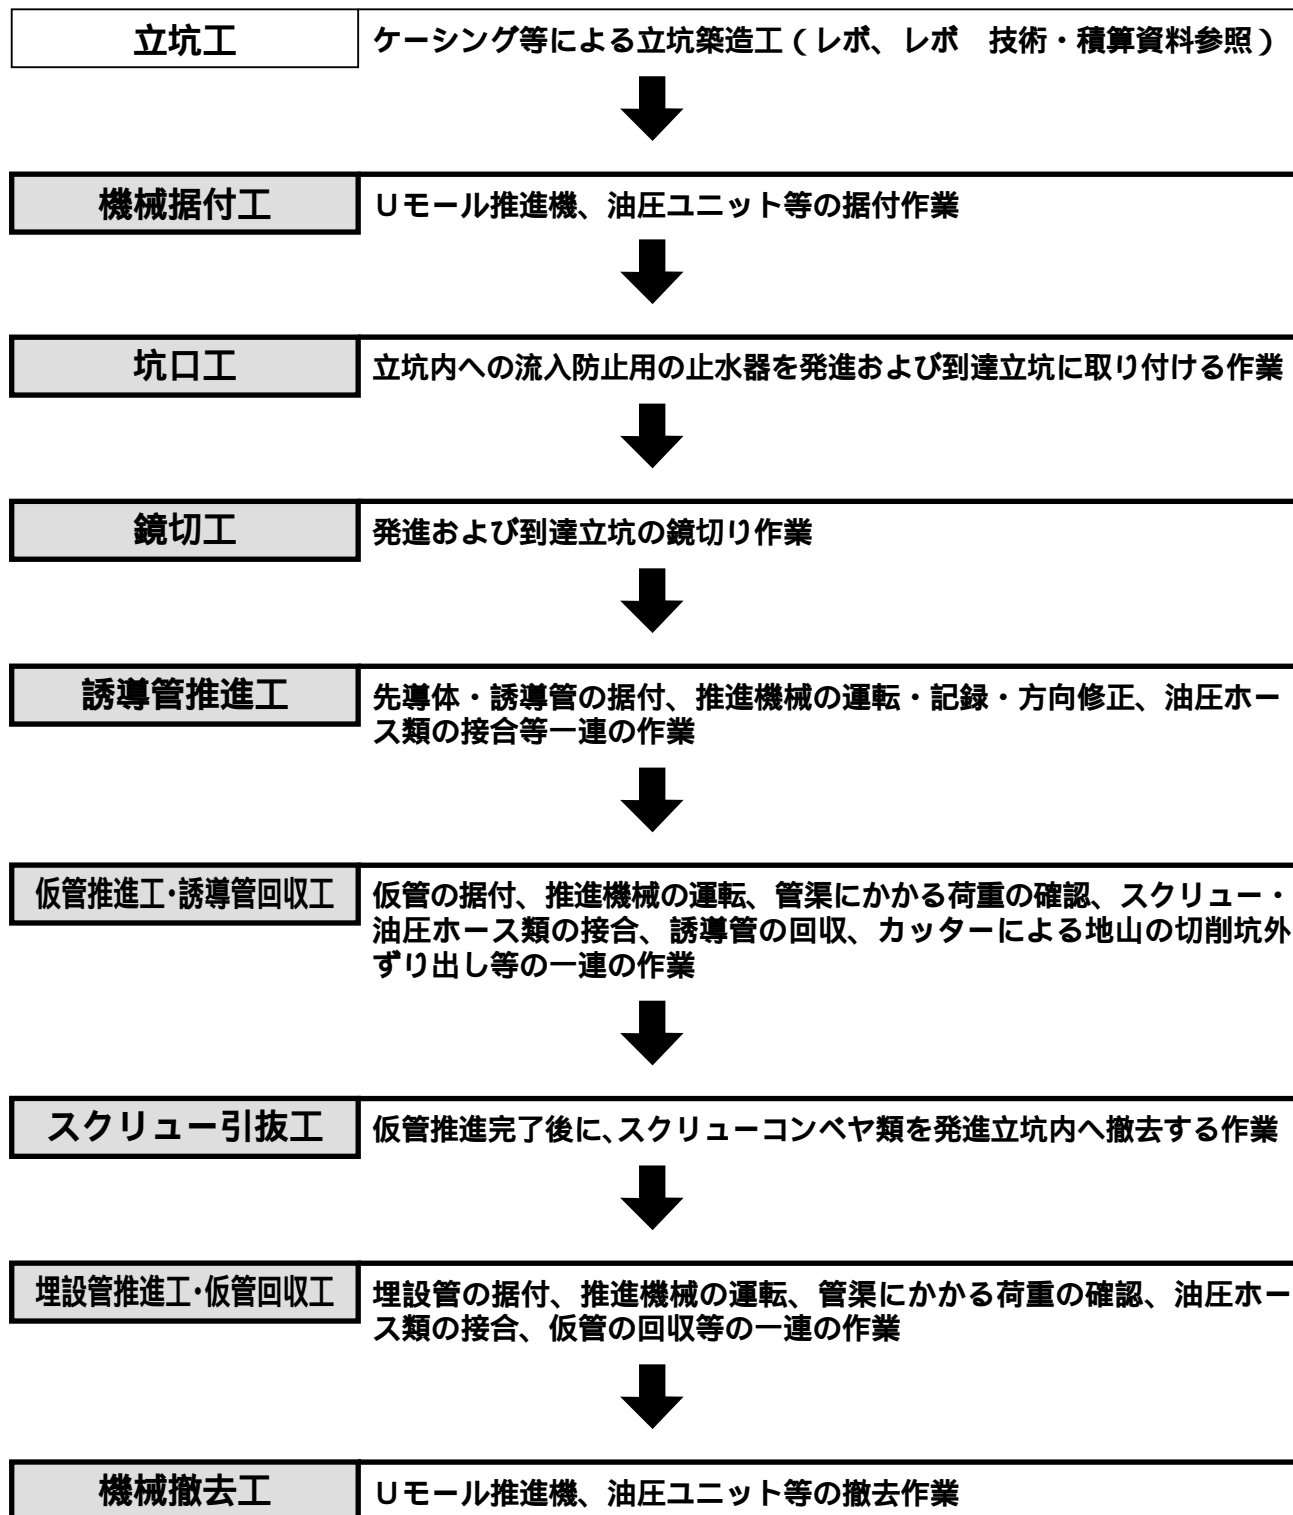 立坑工
ケーシング等による立坑築造工（レボ、レボ　技術・積算資料参照）
機械据付工
Ｕモール推進機、油圧ユニット等の据付作業
坑口工
立坑内への流入防止用の止水器を発進および到達立坑に取り付ける作業
鏡切工
発進および到達立坑の鏡切り作業
誘導管推進工
先導体・誘導管の据付、推進機械の運転・記録・方向修正、油圧ホー
ス類の接合等一連の作業
仮管推進工・誘導管回収工
仮管の据付、推進機械の運転、管渠にかかる荷重の確認、スクリュー・
油圧ホース類の接合、誘導管の回収、カッターによる地山の切削坑外
ずり出し等の一連の作業
スクリュー引抜工
仮管推進完了後に、スクリューコンベヤ類を発進立坑内へ撤去する作業
埋設管推進工・仮管回収工
埋設管の据付、推進機械の運転、管渠にかかる荷重の確認、油圧ホー
ス類の接合、仮管の回収等の一連の作業
機械撤去工
Ｕモール推進機、油圧ユニット等の撤去作業